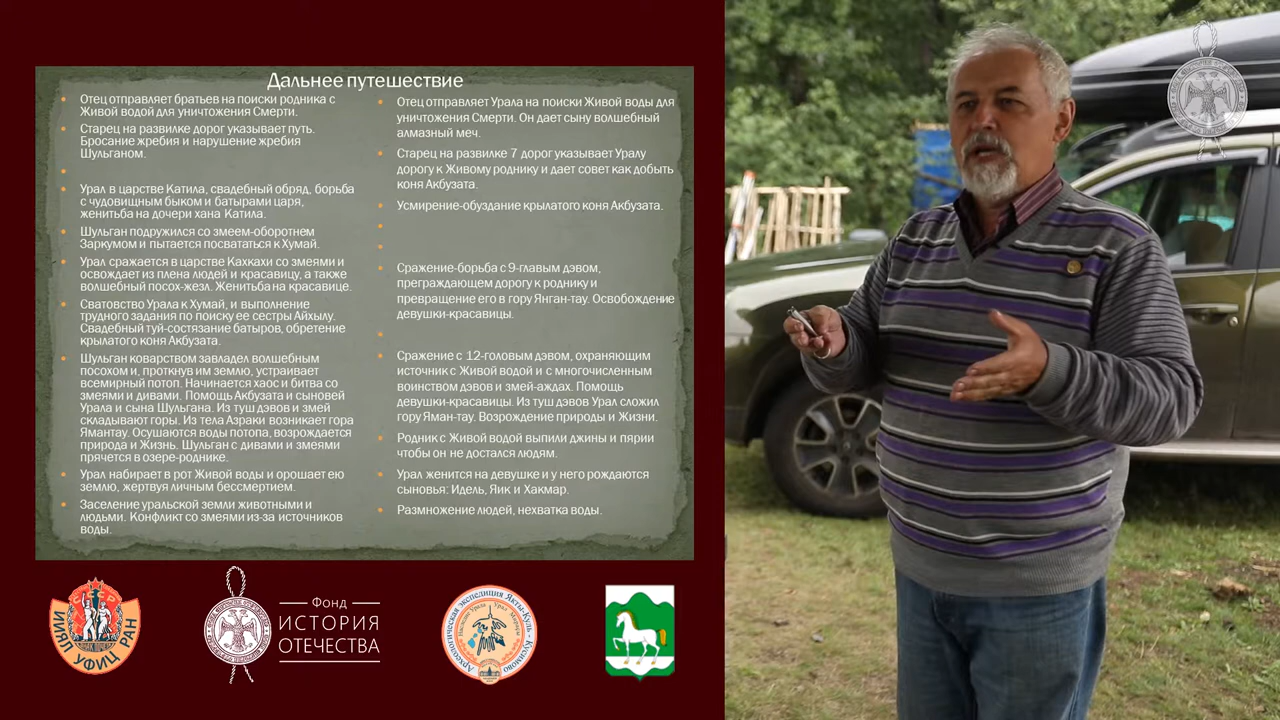 Дальнее путешествие
Отец отправляет братьев на поиски родника с
Живой водой для уничтожения Смерти.
Старец на развилке дорог указывает путь.
Бросание жребия и нарушение жребия
Шульганом.
Урал в царстве Катила, свадебный обряд, борьба
с чудовищным быком и батырами царя,
женитьба на дочери хана Катила.
Шульган подружился со змеем-оборотнем
Заркумом и пытается посвататься к Хумай.
Урал сражается в царстве Кахкахи со змеями и
освождает из плена людей и красавицу, а также
волшебный посох-жезл. Женитьба на красавице.
Сватовство Урала к Хумай, и выполнение
трудного задания по поиску ее сестры Айхылу.
Свадебный туй-состязание батыров, обретение
крылатого коня Акбузата.
Шульган коварством завладел волшебным
посохом и, проткнув им землю, устраивает
всемирный потоп. Начинается хаос и битва со
змеями и дивами. Помощь Акбузата и сыновей
Урала и сына Шульгана. Из туш дэвов и змей
складывают горы. Из тела Азраки возникает гора
Ямантау. Осушаются воды потопа, возрождается
природа и Жизнь. Шульган с дивами и змеями
прячется в озере-роднике.
Урал набирает в рот Живой воды и орошает ею
землю, жертвуя личным бессмертием.
Заселение уральской земли животными и
людьми. Конфликт со змеями из-за источников
воды.
Отец отправляет Урала на поиски Живой воды для
уничтожения Смерти. Он дает сыну волшебный
алмазный меч.
Старец на развилке 7 дорог указывает Уралу
дорогу к Живому роднику и дает совет как добыть
коня Акбузата.
Усмирение-обуздание крылатого коня Акбузата.
Сражение-борьба с 9-главым дэвом,
преграждающем дорогу к роднику и
превращение его в гору Янган-тау. Освобождение
девушки-красавицы.
Сражение с 12-головым дэвом, охраняющим
источник с Живой водой и с многочисленным
воинством дэвов и змей-аждах. Помощь
девушки-красавицы. Из туш дэвов Урал сложил
гору Яман-тау. Возрождение природы и Жизни.
Родник с Живой водой выпили джины и пярии
чтобы он не достался людям.
Урал женится на девушке и у него рождаются
сыновья: Идель, Яик и Хакмар.
Размножение людей, нехватка воды.
ИИЯЛ УФИЦ РАН
Фонд
ИСТОРИЯ
ОТЕЧЕСТВА
Археологическая экспедиция Якты-Куль - Кусимово